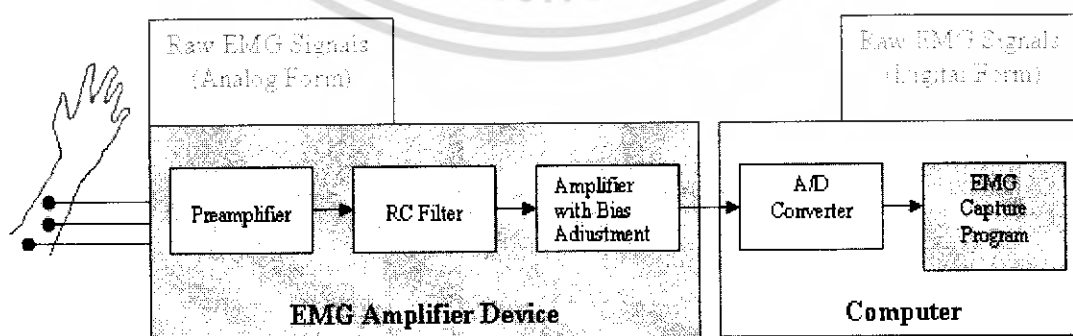 Raw EMG Signals
(Analog Form)
Raw EMG Signals
(Digital Form)
Preamplifier
RC Filter
Amplifier
with Bias
Adjustment
A/D
Converter
EMG
Capture
Program
EMG Amplifier Device
Computer